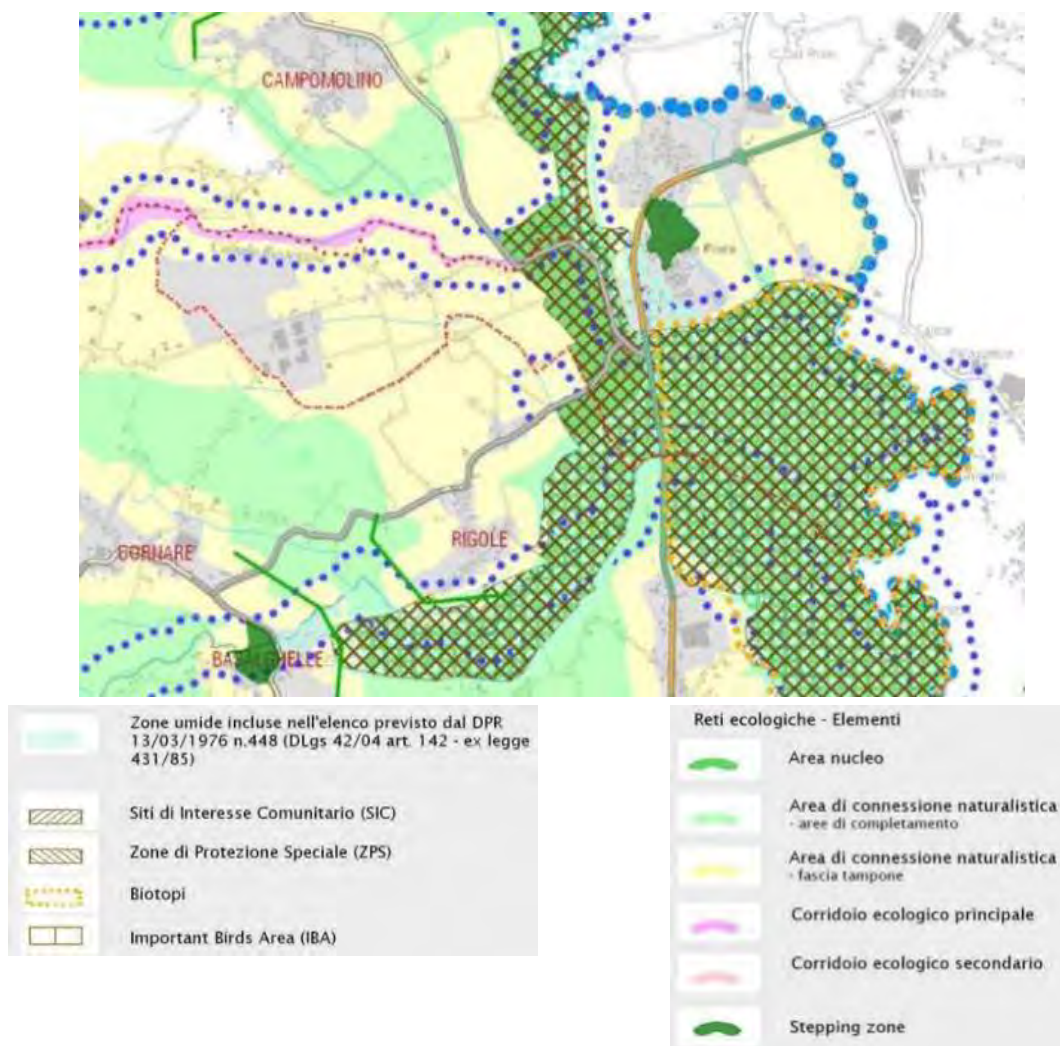 CAMPOMOLINO
RIGOLE
CORNARE
BASALGHELLE
Zone umide incluse nell'elenco previsto dal DPR
13/03/1976 n.448 (DLgs 42/04 art. 142 - ex legge
431/85)
Siti di Interesse Comunitario (SIC)
Zone di Protezione Speciale (ZPS)
Biotopi
Important Birds Area (IBA)
Reti ecologiche - Elementi
Area nucleo
Area di connessione naturalistica
- aree di completamento
Area di connessione naturalistica
- fascia tampone
Corridoio ecologico principale
Corridoio ecologico secondario
Stepping zone